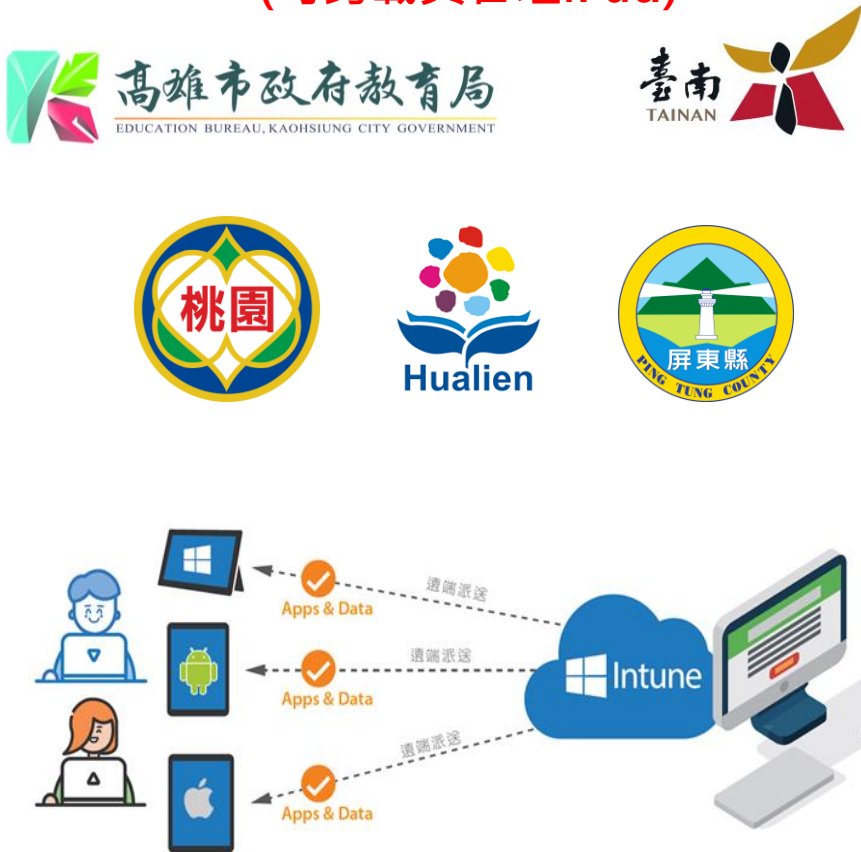 高雄市政府教育局
EDUCATION BUREAU, KAOHSIUNG CITY GOVERNMENT
臺南
TAINAN
桃園
Hualien
屏東縣
PING TUNG COUNTY
遠端派送
Apps & Data
遠端派送
Apps & Data
Intune
遠端派送
Apps & Data